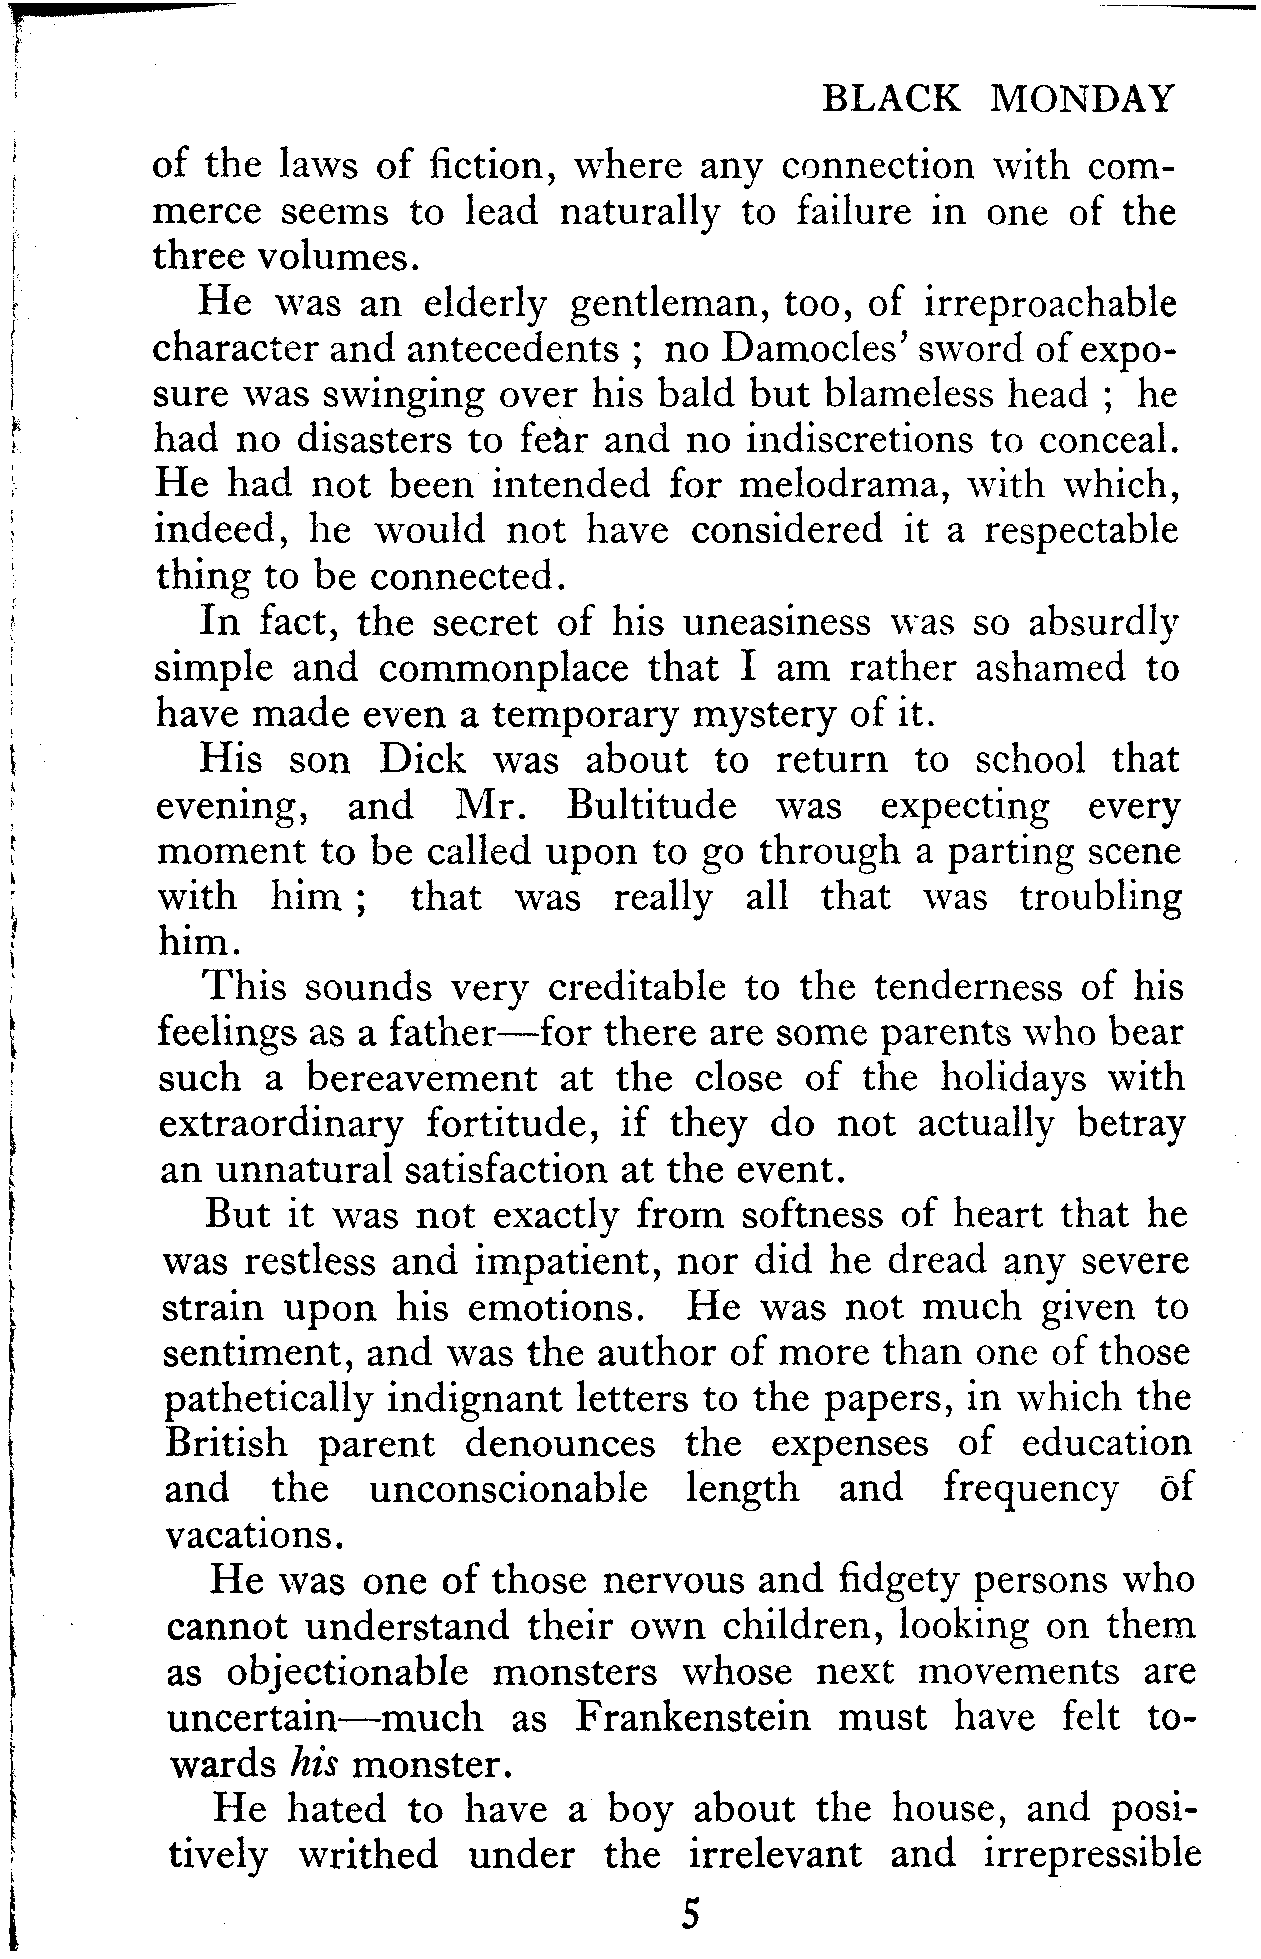 BLACK MONDAY
of the laws of fiction, where any connection with com-
merce seems to lead naturally to failure in one of the
three volumes.
He was an elderly gentleman, too, of irreproachable
character and antecedents ; no Damocles' sword of expo-
sure was swinging over his bald but blameless head ; he
had no disasters to fear and no indiscretions to conceal.
He had not been intended for melodrama, with which,
indeed, he would not have considered it a respectable
thing to be connected.
In fact, the secret of his uneasiness was so absurdly
simple and commonplace that I am rather ashamed to
have made even a temporary mystery of it.
His son Dick was about to return to school that
evening, and Mr. Bultitude was expecting every
moment to be called upon to go through a parting scene
with him ; that was really all that was troubling
him.
This sounds very creditable to the tenderness of his
feelings as a father—for there are some parents who bear
such a bereavement at the close of the holidays with
extraordinary fortitude, if they do not actually betray
an unnatural satisfaction at the event.
But it was not exactly from softness of heart that he
was restless and impatient, nor did he dread any severe
strain upon his emotions. He was not much given to
sentiment, and was the author of more than one of those
pathetically indignant letters to the papers, in which the
British parent denounces the expenses of education
and the unconscionable length and frequency of
vacations.
He was one of those nervous and fidgety persons who
cannot understand their own children, looking on them
as objectionable monsters whose next movements are
uncertain—much as Frankenstein must have felt to-
wards his monster.
He hated to have a boy about the house, and posi-
tively writhed under the irrelevant and irrepressible
5